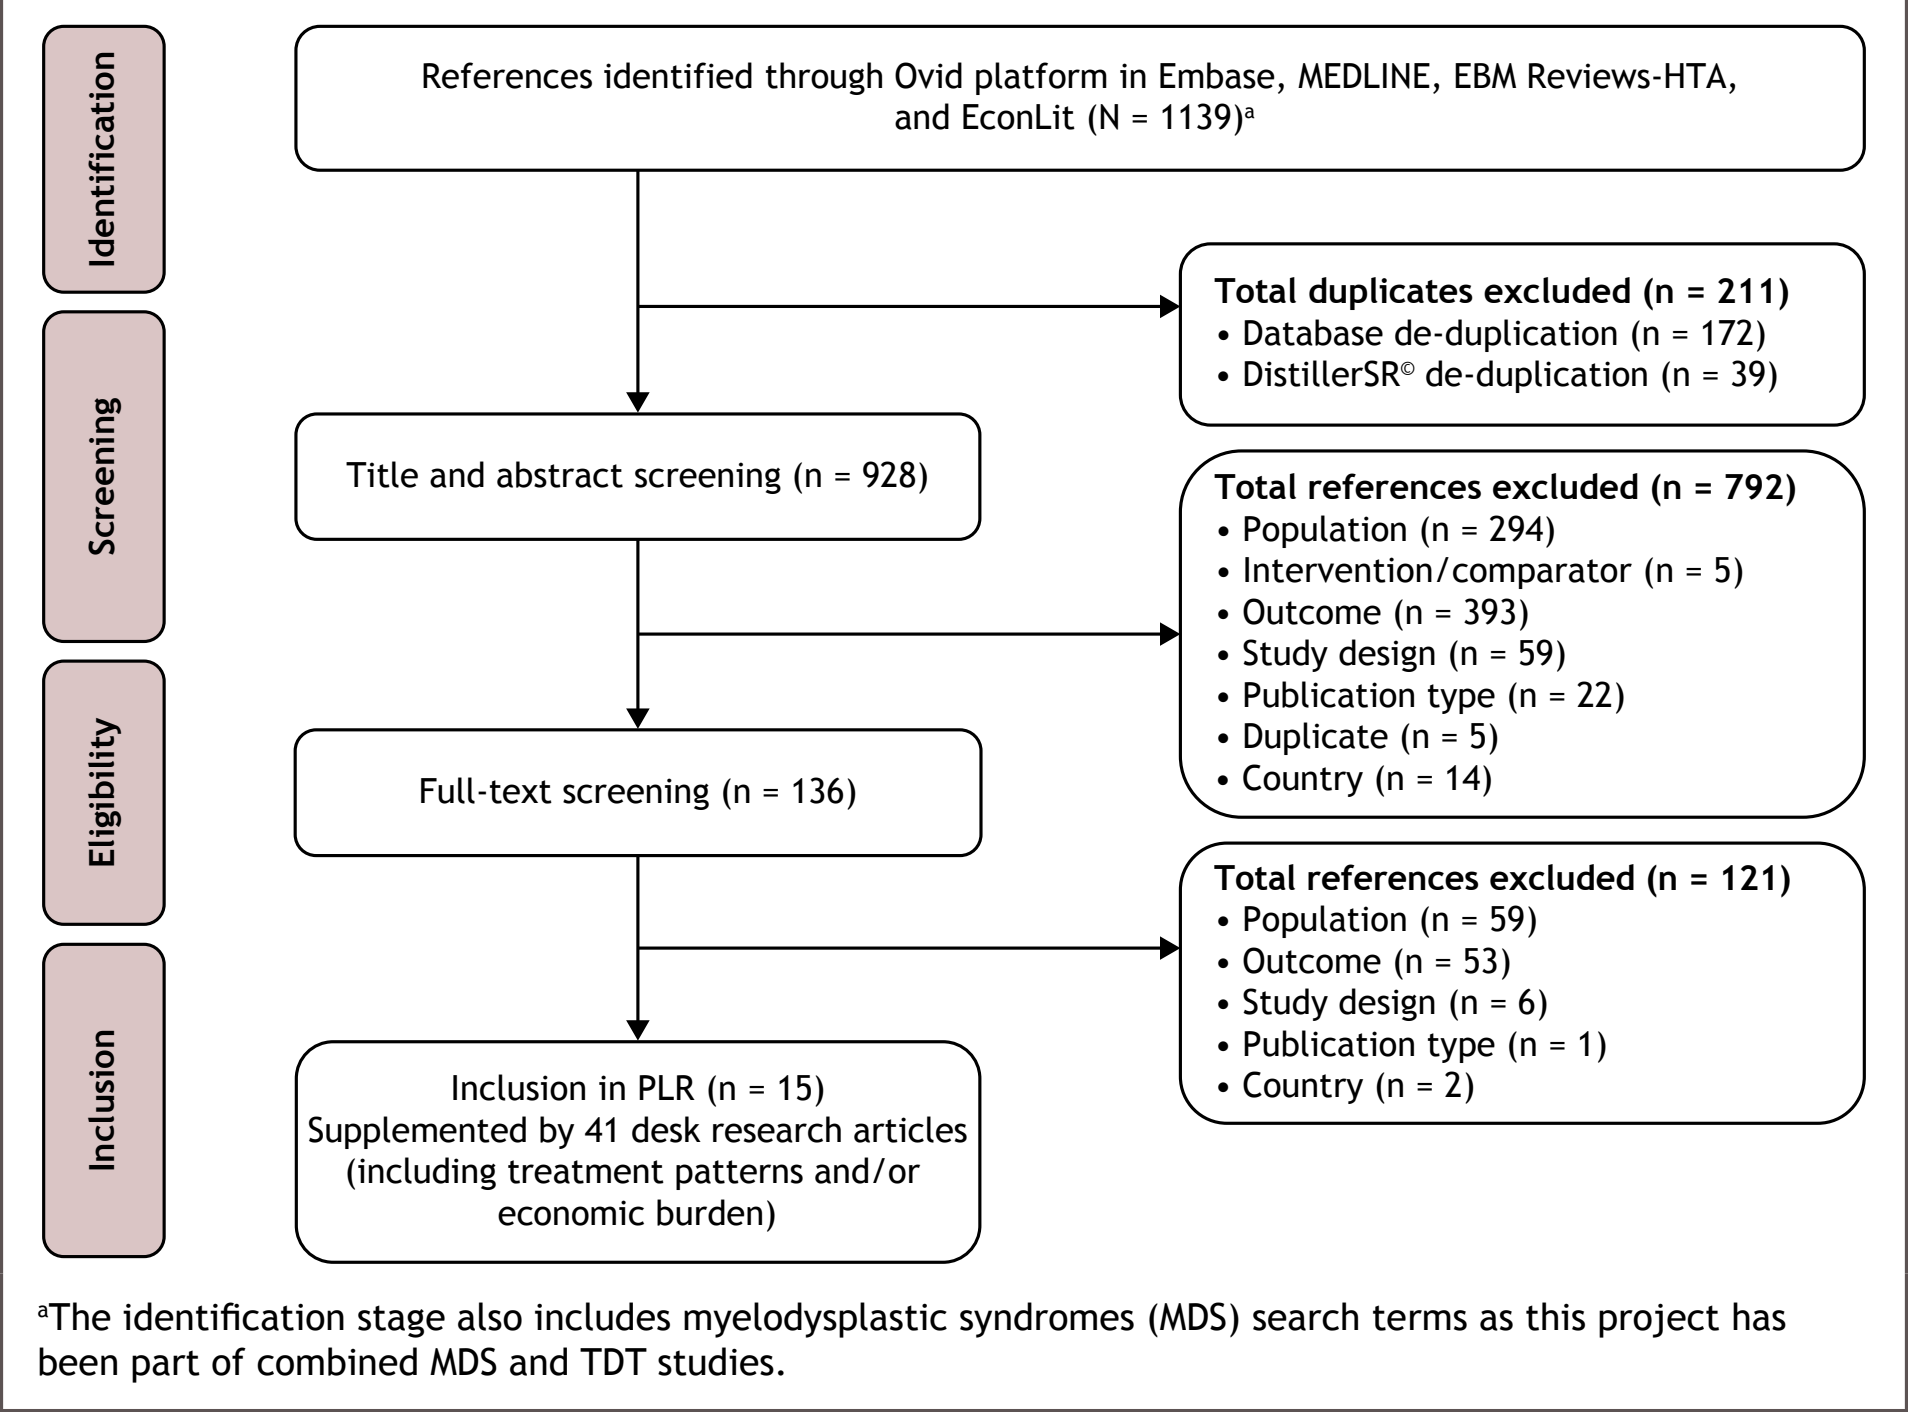 Identification
References identified through Ovid platform in Embase, MEDLINE, EBM Reviews-HTA,
and EconLit (N = 1139)ᵃ
Total duplicates excluded (n = 211)
• Database de-duplication (n = 172)
• DistillerSR© de-duplication (n = 39)
Screening
Title and abstract screening (n = 928)
Total references excluded (n = 792)
• Population (n = 294)
• Intervention/comparator (n = 5)
• Outcome (n = 393)
• Study design (n = 59)
• Publication type (n = 22)
• Duplicate (n = 5)
• Country (n = 14)
Eligibility
Full-text screening (n = 136)
Total references excluded (n = 121)
• Population (n = 59)
• Outcome (n = 53)
• Study design (n = 6)
• Publication type (n = 1)
• Country (n = 2)
Inclusion
Inclusion in PLR (n = 15)
Supplemented by 41 desk research articles
(including treatment patterns and/or
economic burden)
ᵃThe identification stage also includes myelodysplastic syndromes (MDS) search terms as this project has
been part of combined MDS and TDT studies.